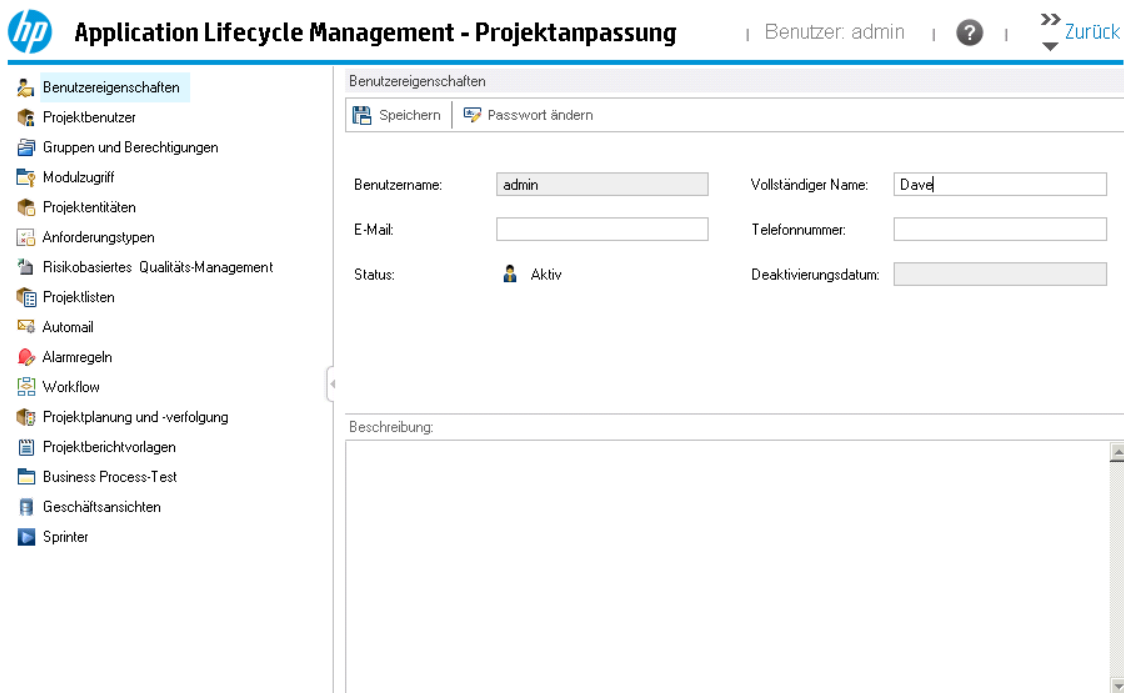 hp
Application Lifecycle Management - Projektanpassung
Benutzer: admin
?
Zurück
Benutzereigenschaften
Projektbenutzer
Gruppen und Berechtigungen
Modulzugriff
Projektentitäten
Anforderungstypen
Risikobasiertes Qualitäts-Management
Projektlisten
Automail
Alarmregeln
Workflow
Projektplanung und -verfolgung
Projektberichtvorlagen
Business Process-Test
Geschäftsansichten
Sprinter
Benutzereigenschaften
Speichern
Passwort ändern
Benutzername: admin
Vollständiger Name: Dave
E-Mail:
Telefonnummer:
Status: Aktiv
Deaktivierungsdatum:
Beschreibung: